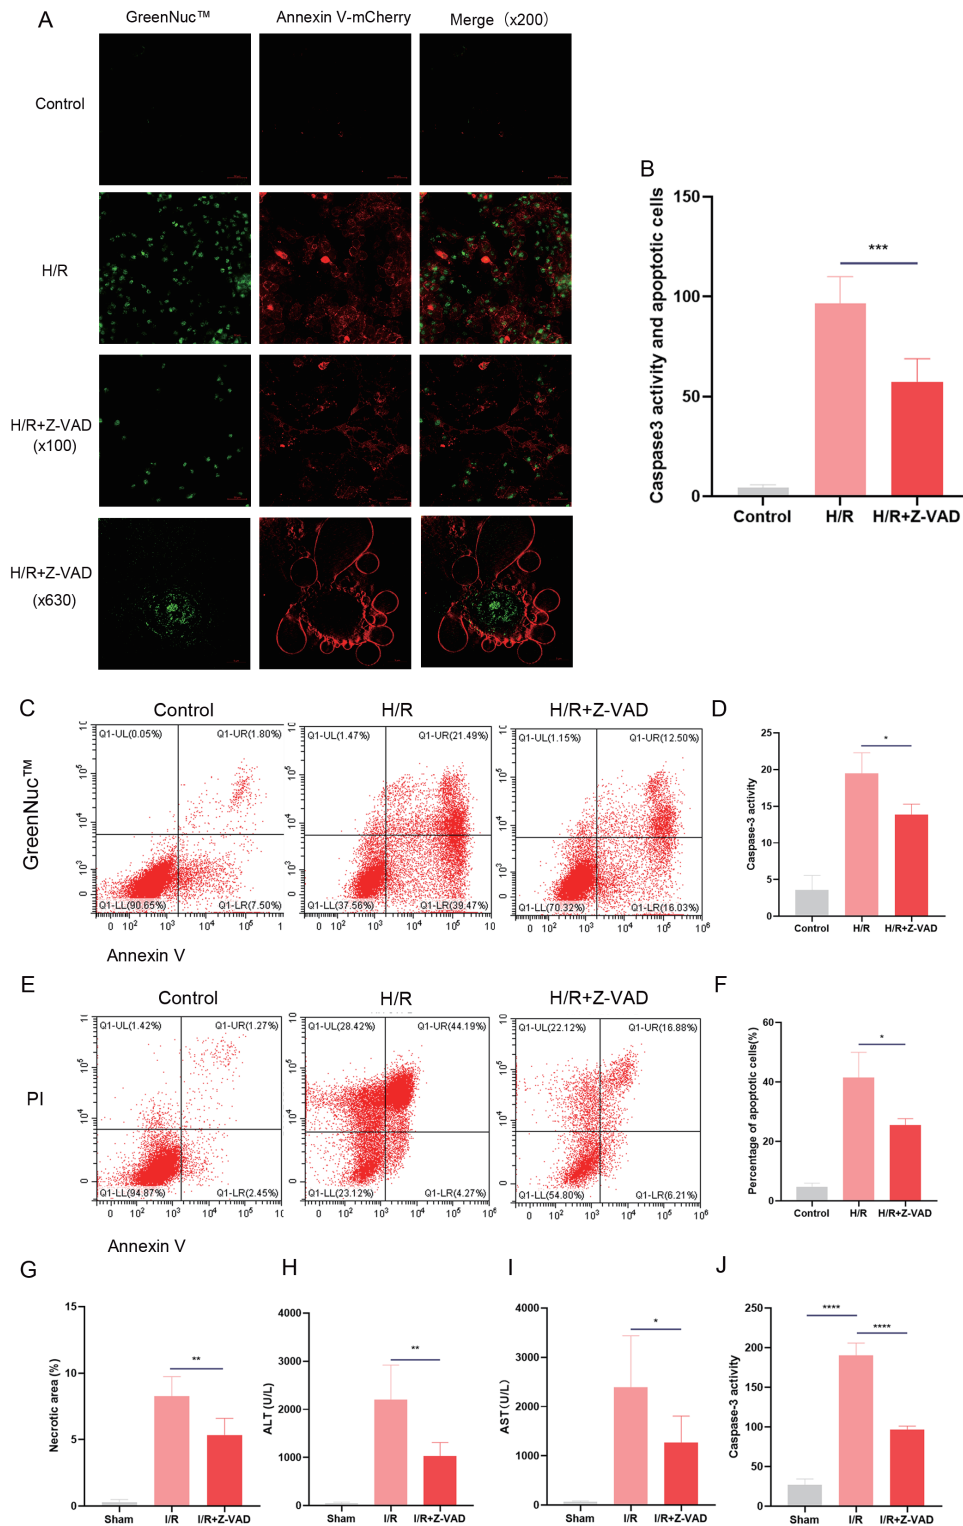 A
GreenNuc™ Annexin V-mCherry Merge（x200）
Control
H/R
H/R+Z-VAD
(x100)
H/R+Z-VAD
(x630)
B
Caspase3 activity and apoptotic cells
150
100
50
0
***
Control H/R H/R+Z-VAD
C
Control H/R H/R+Z-VAD
GreenNuc™
Q1-UL(0.05%) Q1-UR(1.80%)
Q1-LL(90.65%) Q1-LR(7.50%)
Q1-UL(1.47%) Q1-UR(21.49%)
Q1-LL(37.56%) Q1-LR(39.47%)
Q1-UL(1.15%) Q1-UR(12.50%)
Q1-LL(70.32%) Q1-LR(16.03%)
Annexin V
D
Caspase-3 activity
25
20
15
10
5
0
*
Control H/R H/R+Z-VAD
E
Control H/R H/R+Z-VAD
PI
Q1-UL(1.42%) Q1-UR(1.27%)
Q1-LL(94.87%) Q1-LR(2.45%)
Q1-UL(28.42%) Q1-UR(44.19%)
Q1-LL(23.12%) Q1-LR(4.27%)
Q1-UL(22.12%) Q1-UR(16.88%)
Q1-LL(54.80%) Q1-LR(6.21%)
Annexin V
F
Percentage of apoptotic cells(%)
60
40
20
0
*
Control H/R H/R+Z-VAD
G
Necrotic area (%)
15
10
5
0
**
Sham I/R I/R+Z-VAD
H
ALT (U/L)
4000
3000
2000
1000
0
**
Sham I/R I/R+Z-VAD
I
AST（U/L）
4000
3000
2000
1000
0
*
Sham I/R I/R+Z-VAD
J
Caspase-3 activity
250
200
150
100
50
0
****
****
Sham I/R I/R+Z-VAD